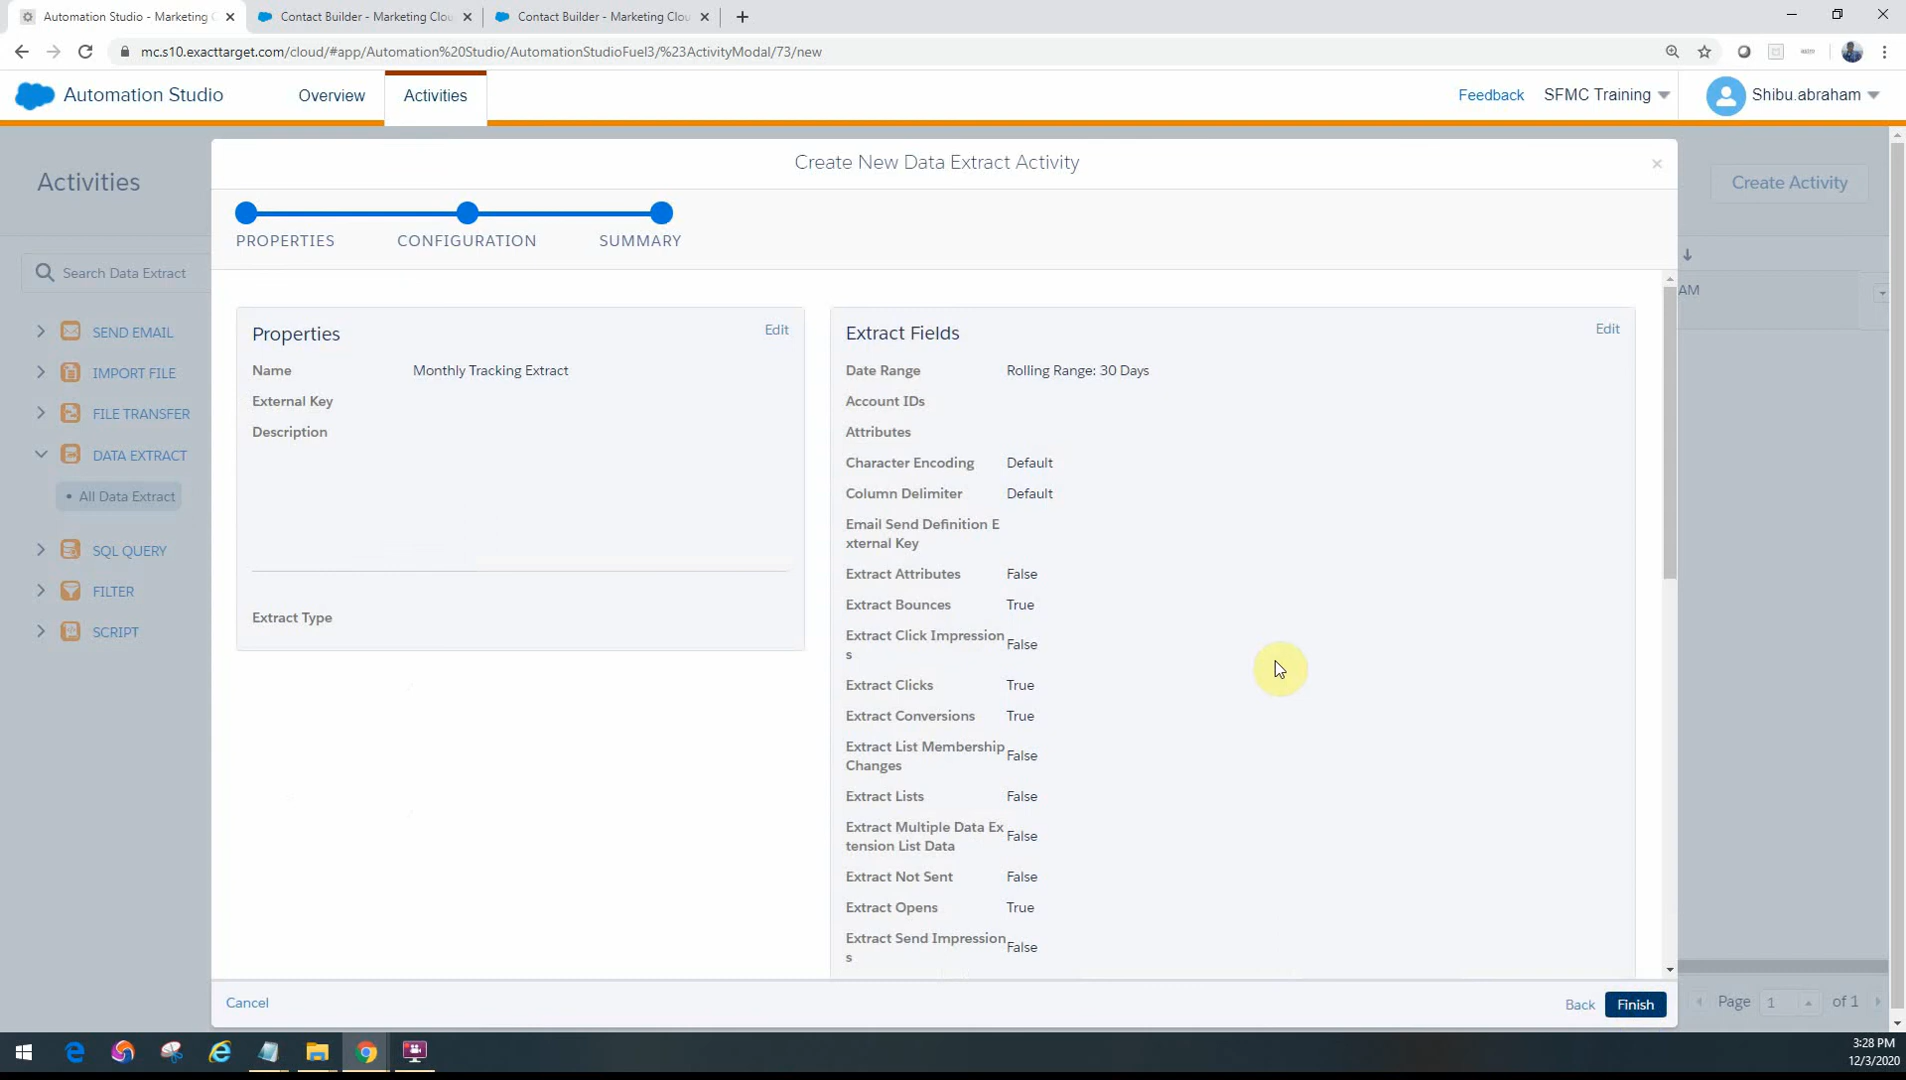 Automation Studio - Marketing C
Contact Builder - Marketing Clou
Contact Builder - Marketing Clou
mc.s10.exacttarget.com/cloud/#app/Automation%20Studio/AutomationStudioFuel3/%23ActivityModal/73/new
Automation Studio
Overview
Activities
Feedback
SFMC Training
Shibu.abraham
Activities
Create New Data Extract Activity
Create Activity
PROPERTIES
CONFIGURATION
SUMMARY
Search Data Extract
SEND EMAIL
IMPORT FILE
FILE TRANSFER
DATA EXTRACT
• All Data Extract
SQL QUERY
FILTER
SCRIPT
Properties
Edit
Name Monthly Tracking Extract
External Key
Description
Extract Type
Extract Fields
Edit
Date Range Rolling Range: 30 Days
Account IDs
Attributes
Character Encoding Default
Column Delimiter Default
Email Send Definition E
xternal Key
Extract Attributes False
Extract Bounces True
Extract Click Impression
s
False
Extract Clicks True
Extract Conversions True
Extract List Membership
Changes
False
Extract Lists False
Extract Multiple Data Ex
tension List Data
False
Extract Not Sent False
Extract Opens True
Extract Send Impression
s
False
AM
Cancel
Back
Finish
Page 1 of 1
3:28 PM
12/3/2020